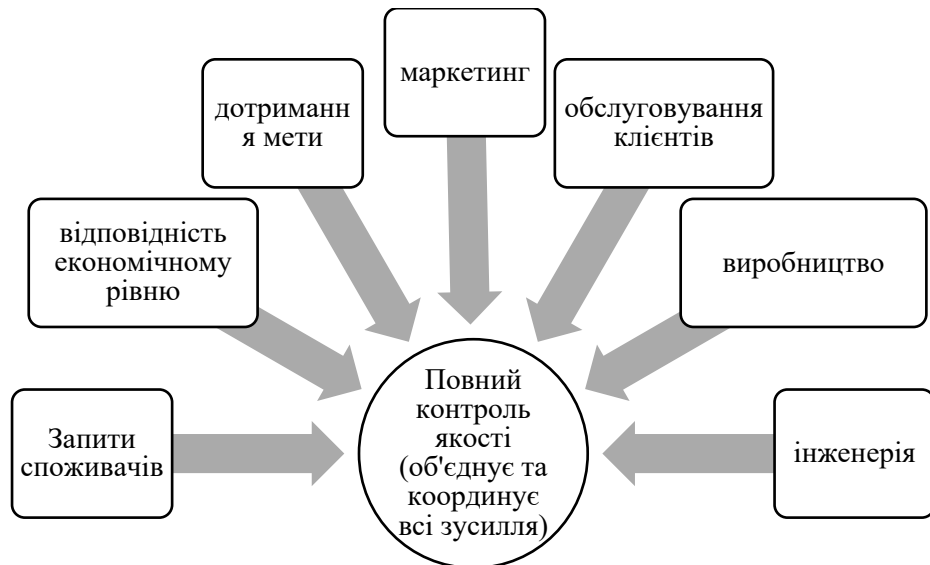 маркетинг
дотриманн
я мети
обслуговування
клієнтів
відповідність
економічному
рівню
виробництво
Запити
споживачів
Повний
контроль
якості
(об'єднує та
координує
всі зусилля)
інженерія